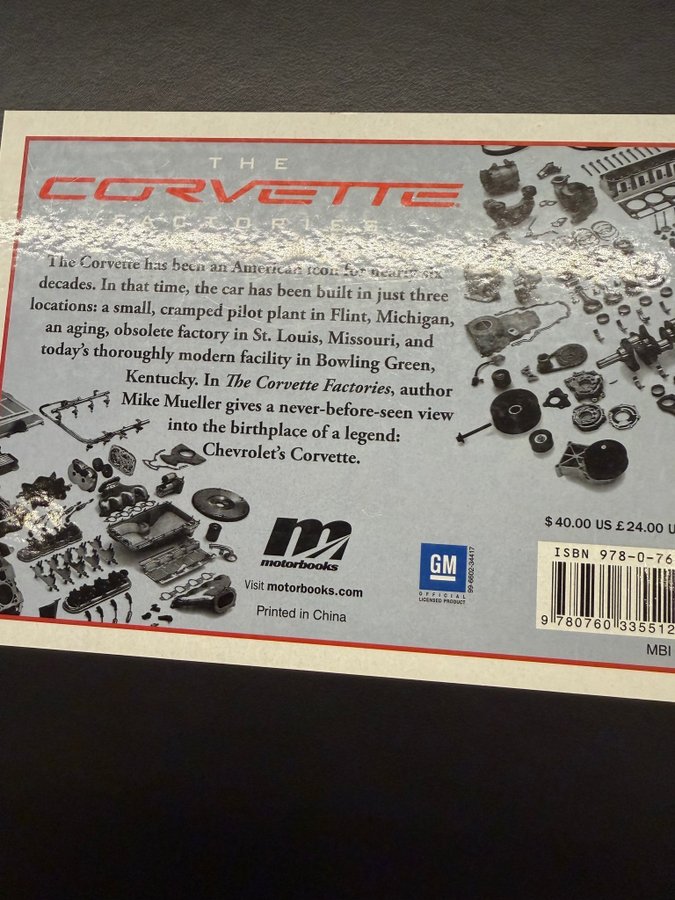 THE
CORVETTE
FACTORIES
The Corvette has been an American icon for nearly six
decades. In that time, the car has been built in just three
locations: a small, cramped pilot plant in Flint, Michigan,
an aging, obsolete factory in St. Louis, Missouri, and
today's thoroughly modern facility in Bowling Green,
Kentucky. In The Corvette Factories, author
Mike Mueller gives a never-before-seen view
into the birthplace of a legend:
Chevrolet's Corvette.
m
motorbooks
Visit motorbooks.com
Printed in China
GM
OFFICIAL
LICENSED PRODUCT
99-6602-34417
$40.00 US £24.00 U
ISBN 978-0-76
9 780760 335512
MBI